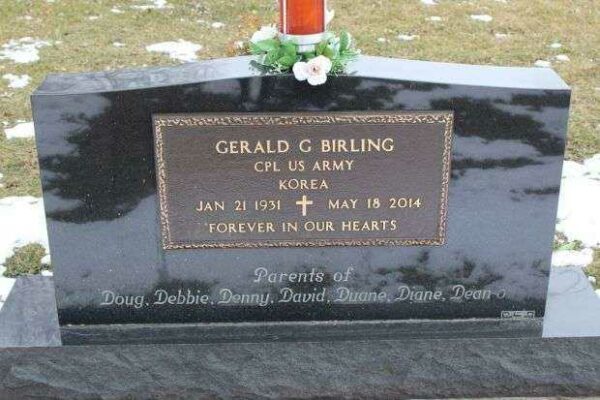 GERALD G BIRLING
CPL US ARMY
KOREA
JAN 21 1931 MAY 18 2014
FOREVER IN OUR HEARTS
Parents of
Doug, Debbie, Denny, David, Duane, Diane, Dean